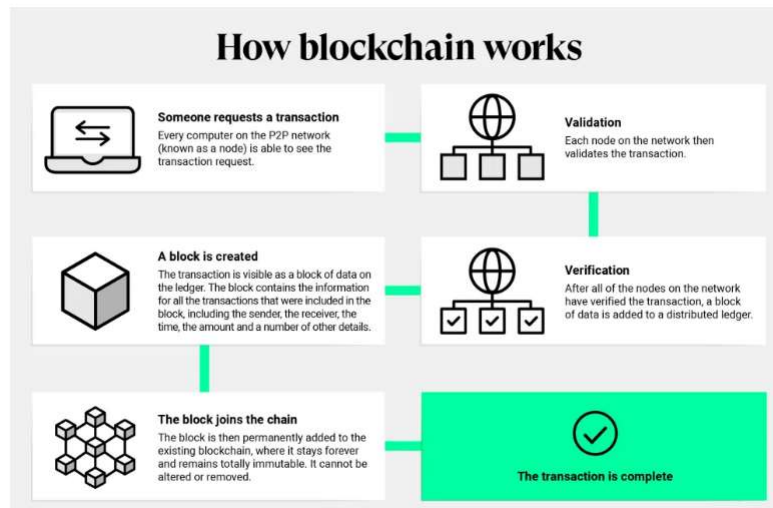 How blockchain works
Someone requests a transaction
Every computer on the P2P network
(known as a node) is able to see the
transaction request.
Validation
Each node on the network then
validates the transaction.
Verification
After all of the nodes on the network
have verified the transaction, a block
of data is added to a distributed ledger.
A block is created
The transaction is visible as a block of data on
the ledger. The block contains the information
for all the transactions that were included in the
block, including the sender, the receiver, the
time, the amount and a number of other details.
The block joins the chain
The block is then permanently added to the
existing blockchain, where it stays forever
and remains totally immutable. It cannot be
altered or removed.
The transaction is complete